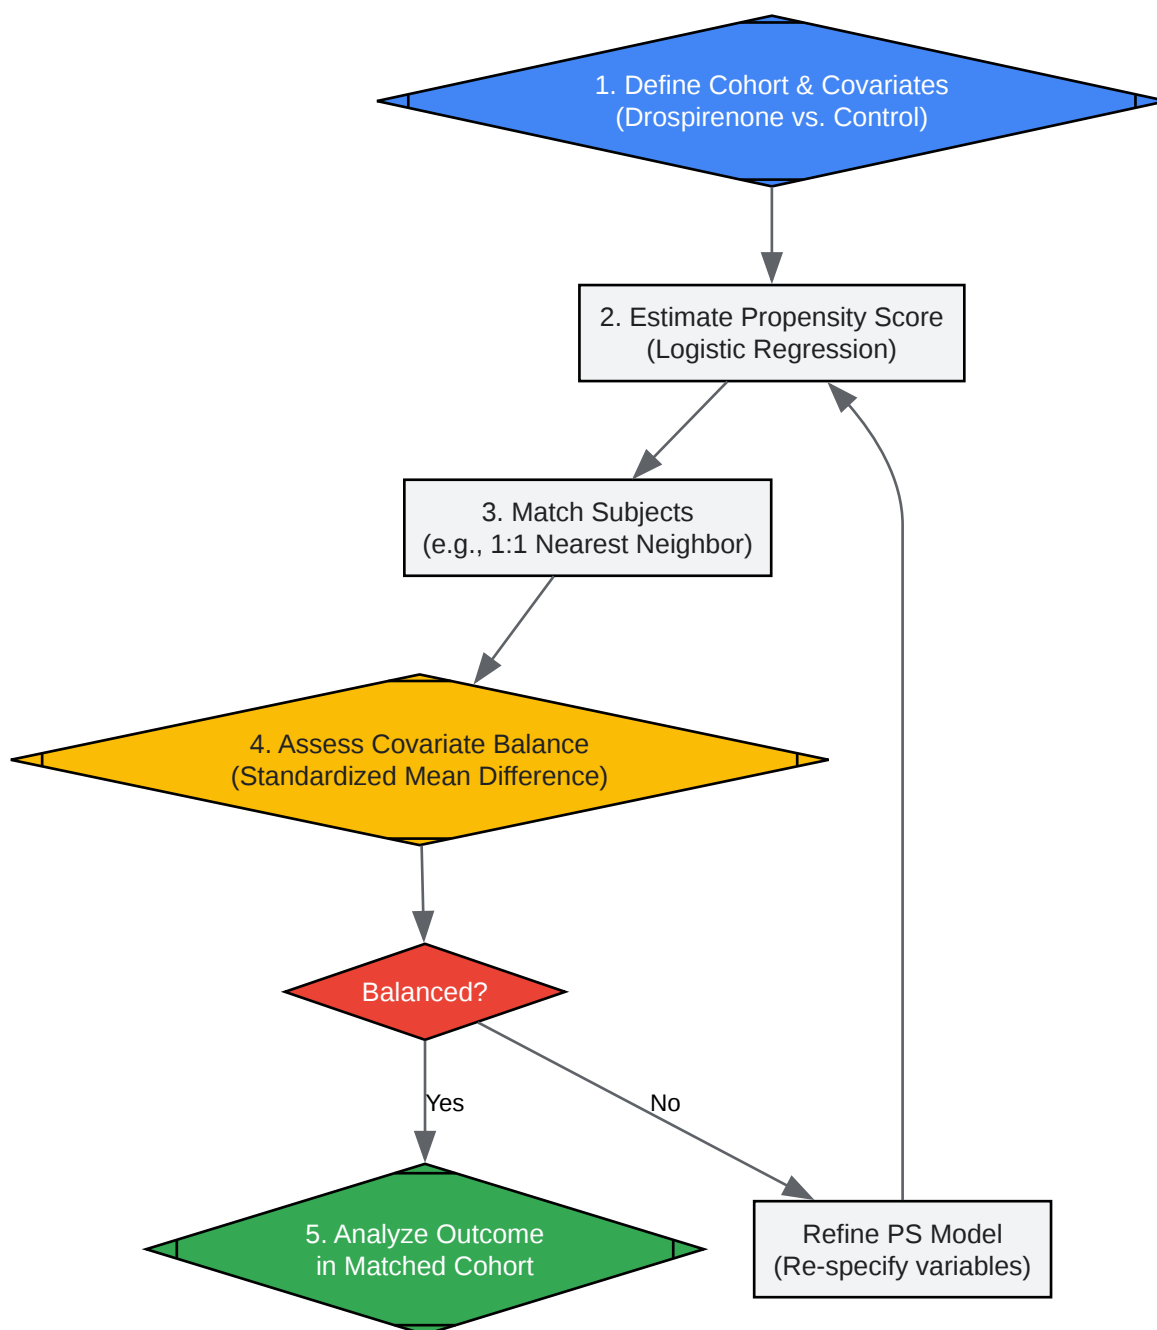 1. Define Cohort & Covariates
(Drospirenone vs. Control)
2. Estimate Propensity Score
(Logistic Regression)
3. Match Subjects
(e.g., 1:1 Nearest Neighbor)
4. Assess Covariate Balance
(Standardized Mean Difference)
Balanced?
Yes
No
5. Analyze Outcome
in Matched Cohort
Refine PS Model
(Re-specify variables)